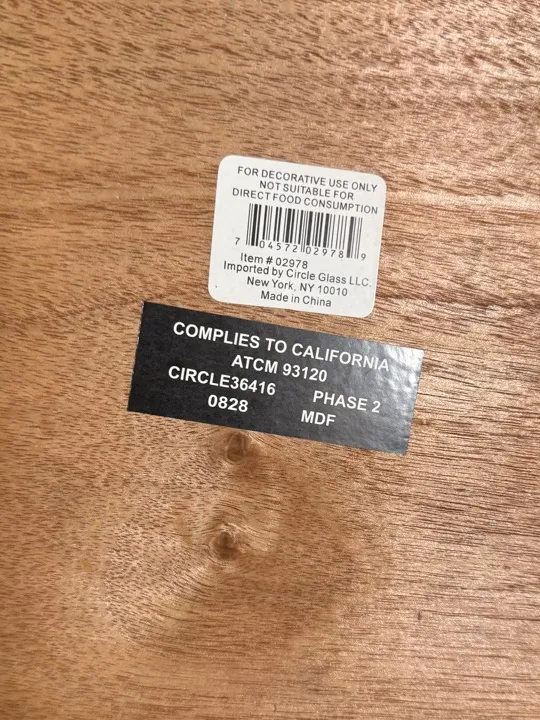 FOR DECORATIVE USE ONLY
NOT SUITABLE FOR
DIRECT FOOD CONSUMPTION
7 04572 02978 9
Item # 02978
Imported by Circle Glass LLC.
New York, NY 10010
Made in China
COMPLIES TO CALIFORNIA
ATCM 93120
CIRCLE36416 PHASE 2
0828 MDF